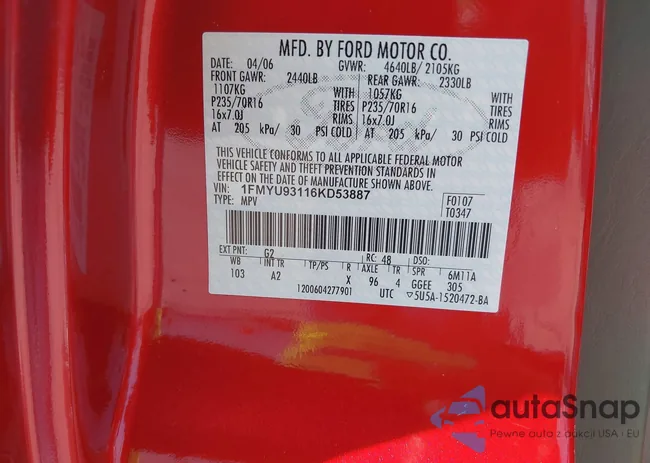 MFD. BY FORD MOTOR CO.
DATE: 04/06 GVWR: 4640LB/ 2105KG
FRONT GAWR: 2440LB REAR GAWR: 2330LB
1107KG WITH 1057KG WITH
P235/70R16 TIRES P235/70R16 TIRES
16x7.0J RIMS 16x7.0J RIMS
AT 205 kPa/ 30 PSI COLD AT 205 kPa/ 30 PSI COLD
THIS VEHICLE CONFORMS TO ALL APPLICABLE FEDERAL MOTOR
VEHICLE SAFETY AND THEFT PREVENTION STANDARDS IN
EFFECT ON THE DATE OF MANUFACTURE SHOWN ABOVE.
VIN: 1FMYU93116KD53887 F0107
TYPE: MPV T0347
EXT PNT: G2 RC: 48 DSO:
WB INT TR TP/PS R AXLE TR SPR 6M11A
103 A2 X 96 4 GGEE 305
1200604277901 UTC 5U5A-1520472-BA
autaSnap
Pewne auta z aukcji USA i EU